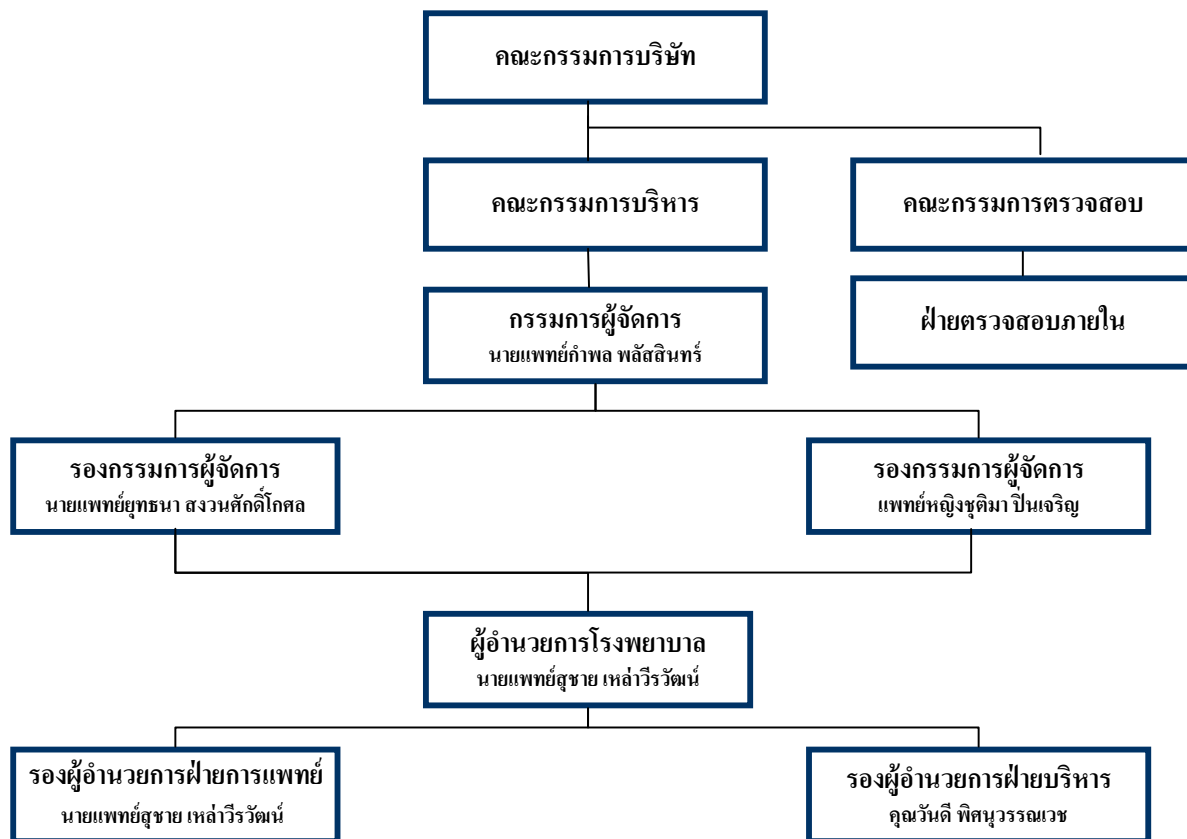 คณะกรรมการบริษัท
คณะกรรมการบริหาร
คณะกรรมการตรวจสอบ
กรรมการผู้จัดการ
นายแพทย์กำพล พลัสสินทร์
ฝ่ายตรวจสอบภายใน
รองกรรมการผู้จัดการ
นายแพทย์ยุทธนา สงวนศักดิ์โกศล
รองกรรมการผู้จัดการ
แพทย์หญิงชุติมา ปิ่นเจริญ
ผู้อำนวยการโรงพยาบาล
นายแพทย์สุชาย เหล่าวีรวัฒน์
รองผู้อำนวยการฝ่ายการแพทย์
นายแพทย์สุชาย เหล่าวีรวัฒน์
รองผู้อำนวยการฝ่ายบริหาร
คุณวันดี พิศนุวรรณเวช